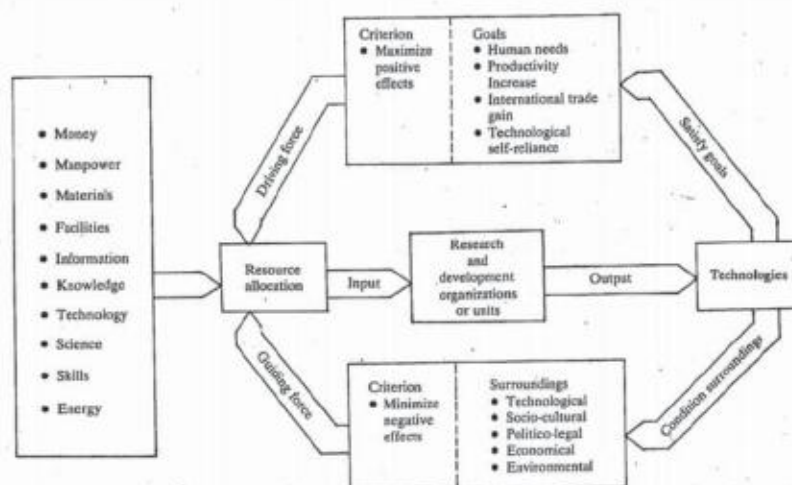 Criterion
• Maximize
positive
effects
Goals
• Human needs
• Productivity
Increase
• International trade
gain
• Technological
self-reliance
• Money
• Manpower
• Materials
• Facilities
• Information
• Knowledge
• Technology
• Science
• Skills
• Energy
Driving force
Satisfy goals
Resource
allocation
Input
Research
and
development
organizations
or units
Output
Technologies
Guiding force
Condition surroundings
Criterion
• Minimize
negative
effects
Surroundings
• Technological
• Socio-cultural
• Politico-legal
• Economical
• Environmental